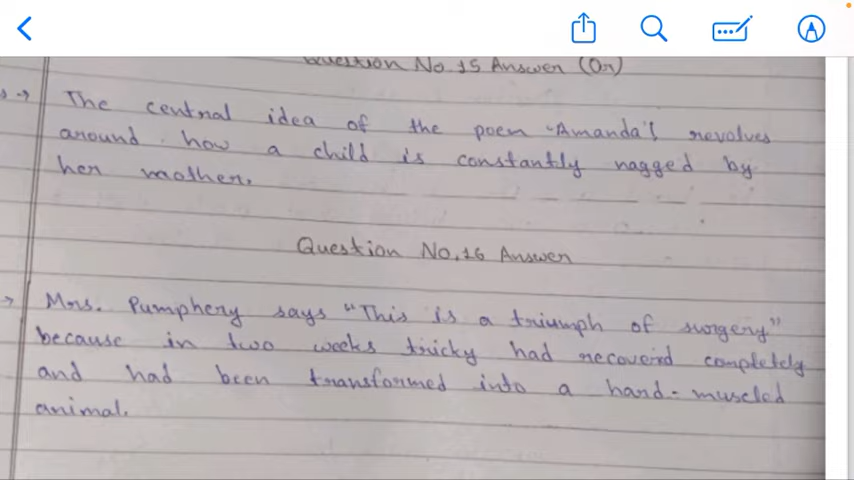 Question No.15 Answer (Or)
The central idea of the poem "Amanda"! revolves
around how a child is constantly nagged by
her mother.
Question No.16 Answer
Mrs. Pumphery says "This is a triumph of surgery"
because in two weeks tricky had recoverd completely
and had been transformed into a hard-muscled
animal.